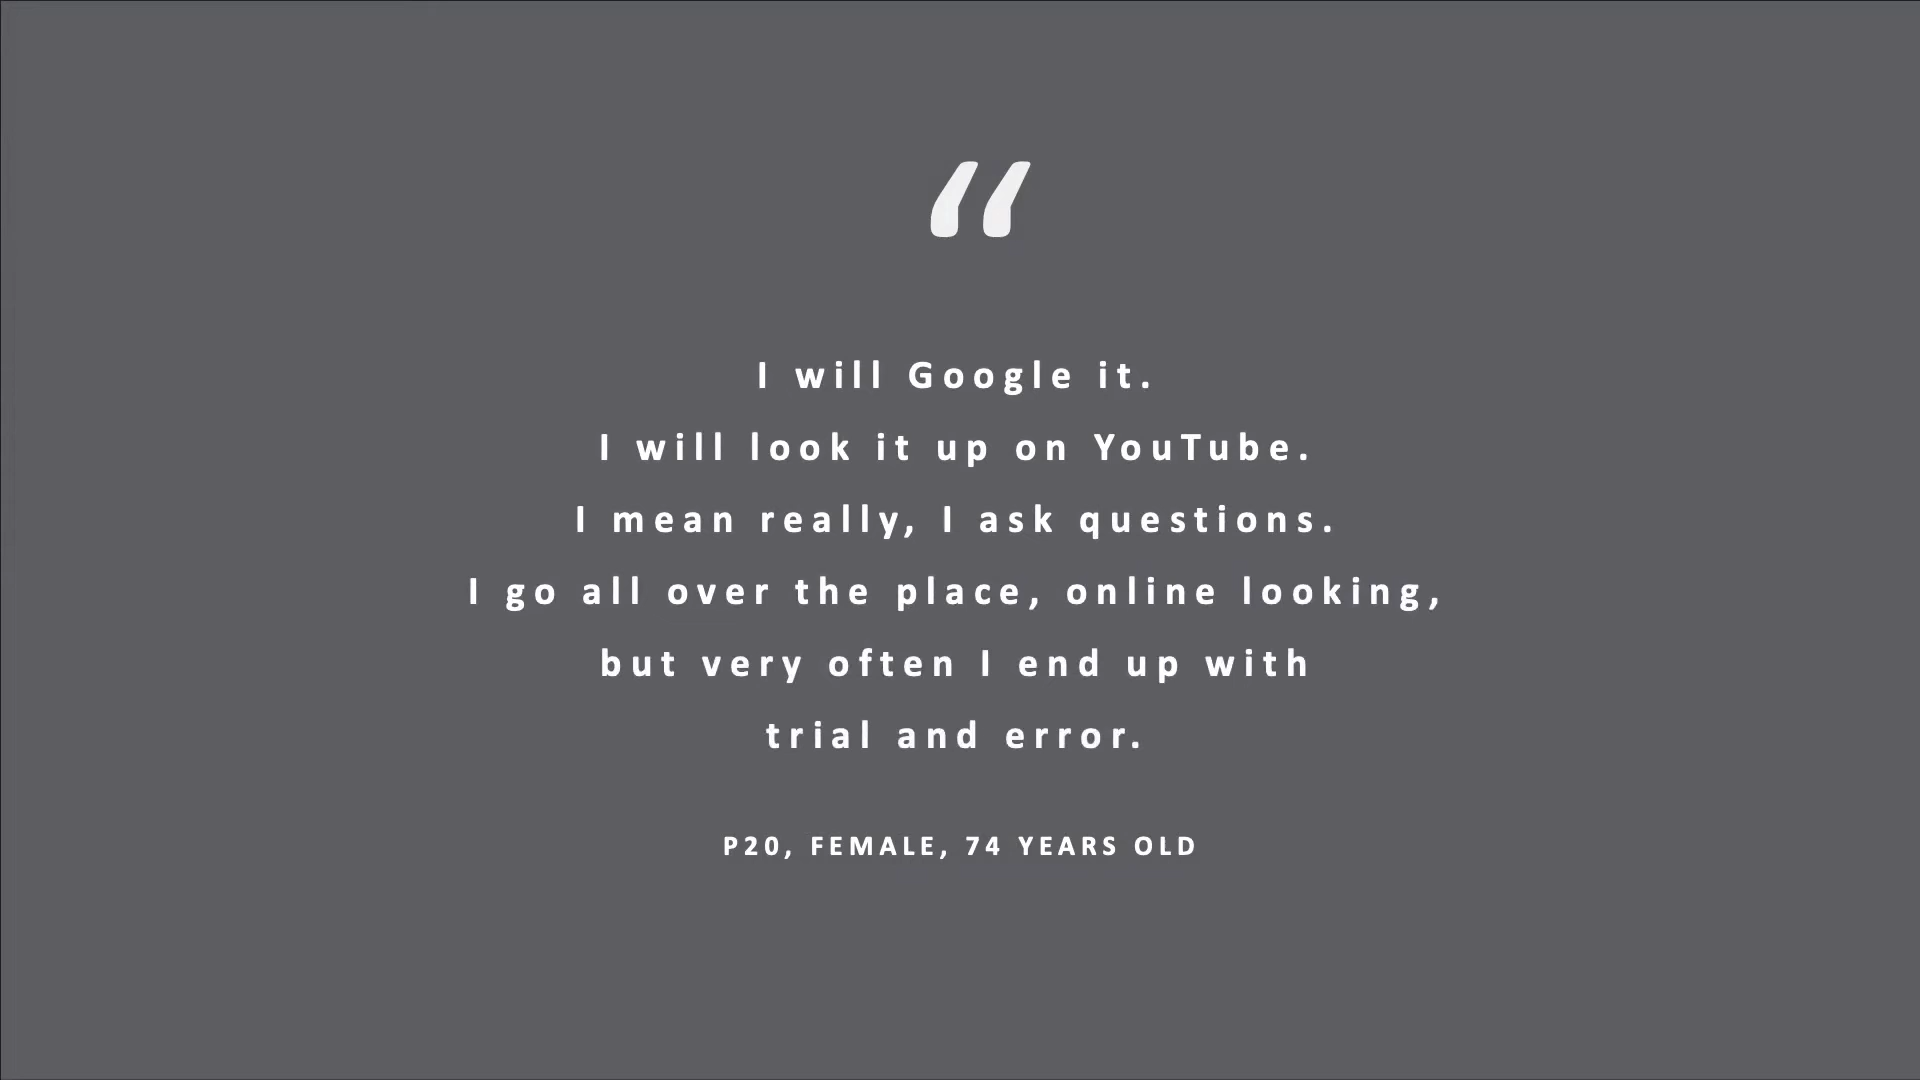 “
I will Google it.
I will look it up on YouTube.
I mean really, I ask questions.
I go all over the place, online looking,
but very often I end up with
trial and error.
P20, FEMALE, 74 YEARS OLD